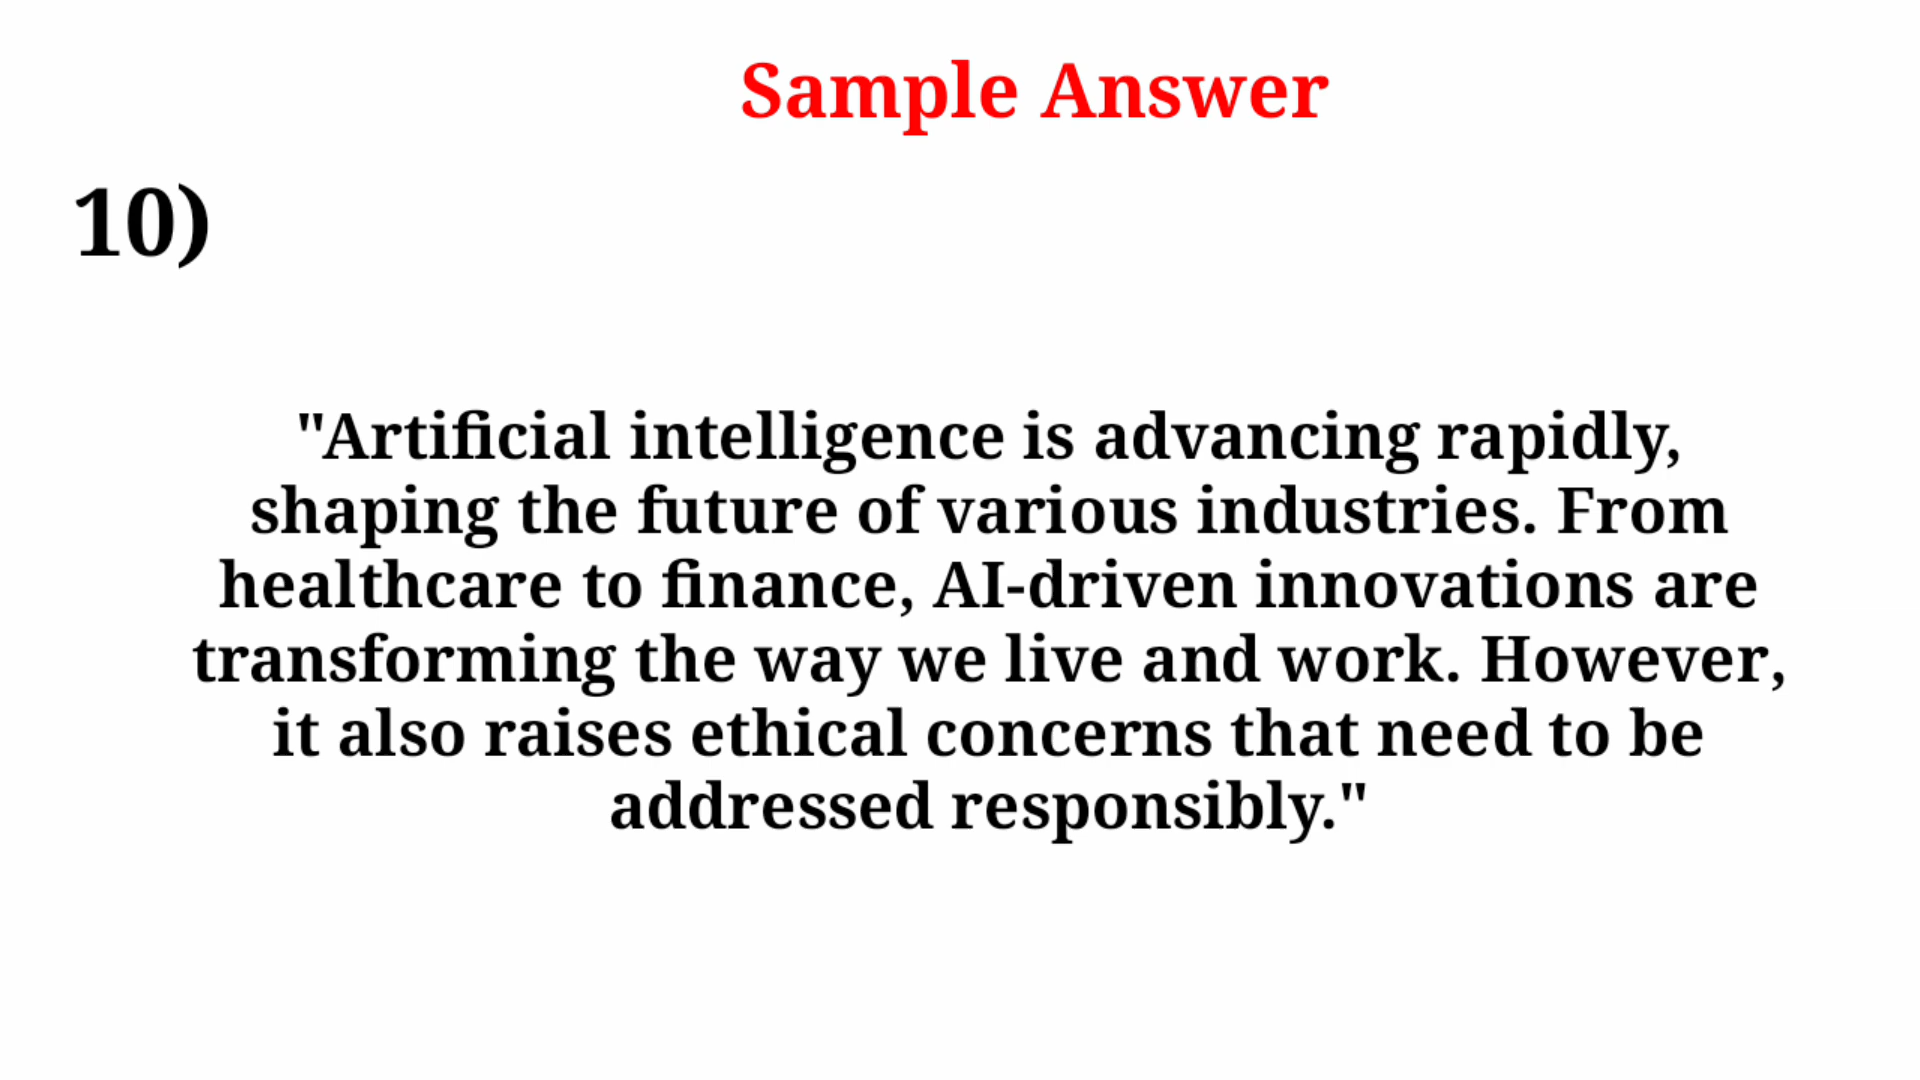 Sample Answer
10)
"Artificial intelligence is advancing rapidly,
shaping the future of various industries. From
healthcare to finance, AI-driven innovations are
transforming the way we live and work. However,
it also raises ethical concerns that need to be
addressed responsibly."